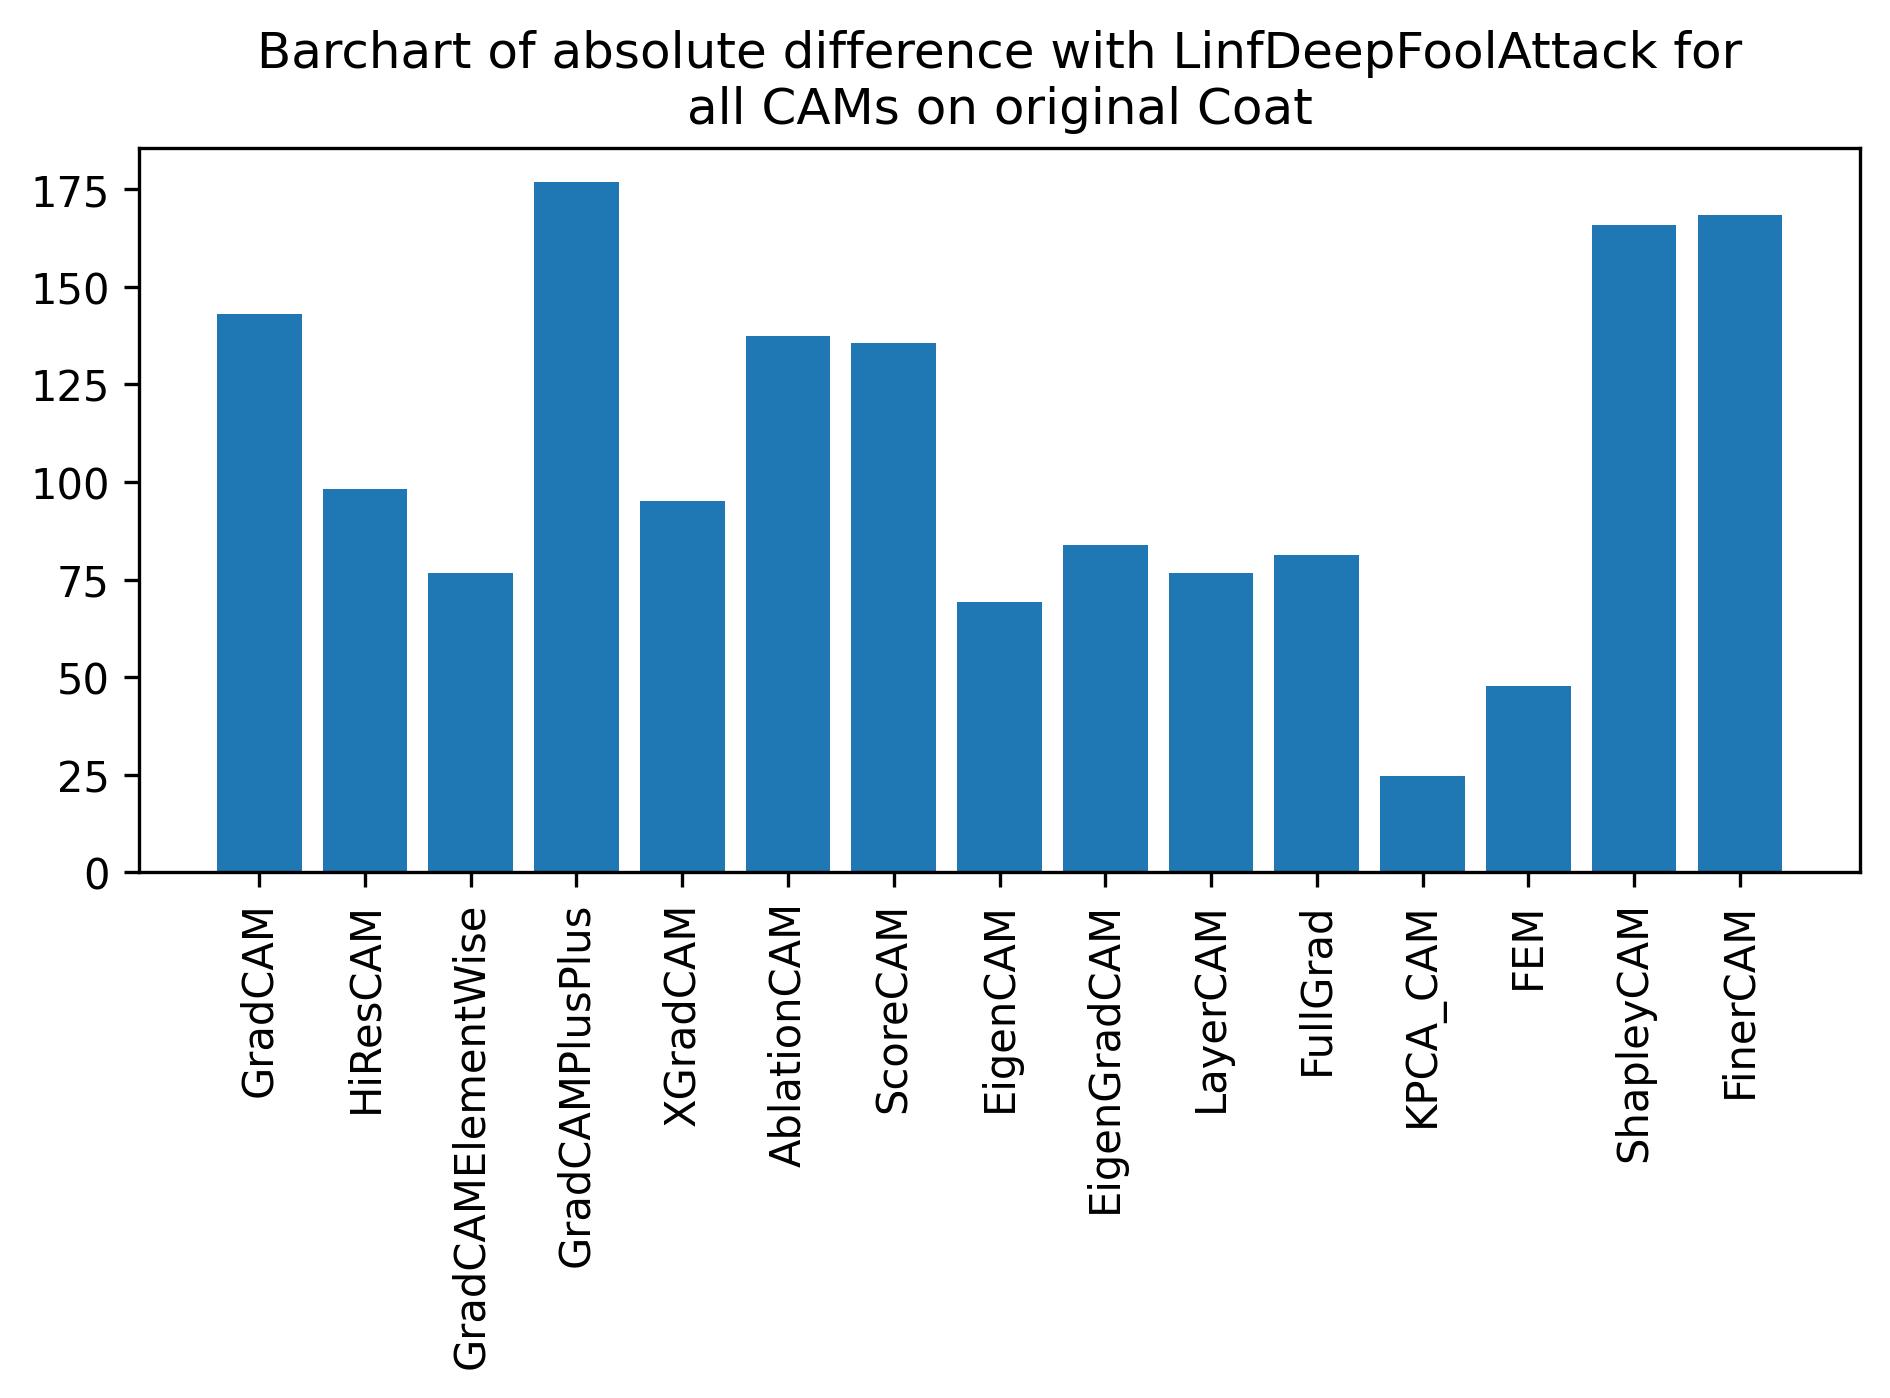 Barchart of absolute difference with LinfDeepFoolAttack for
all CAMs on original Coat
175
150
125
100
75
50
25
0
GradCAM
HiResCAM
GradCAMElementWise
GradCAMPlusPlus
XGradCAM
AblationCAM
ScoreCAM
EigenCAM
EigenGradCAM
LayerCAM
FullGrad
KPCA_CAM
FEM
ShapleyCAM
FinerCAM